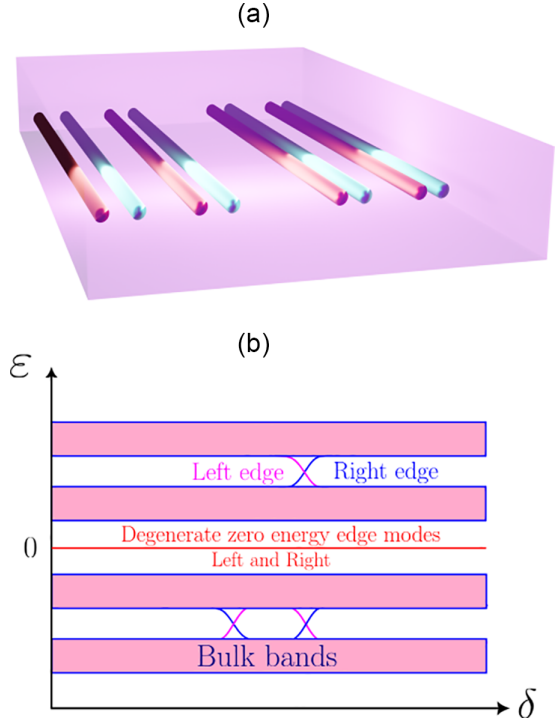 (a)
(b)
ε
Left edge
Right edge
Degenerate zero energy edge modes
0
Left and Right
Bulk bands
δ